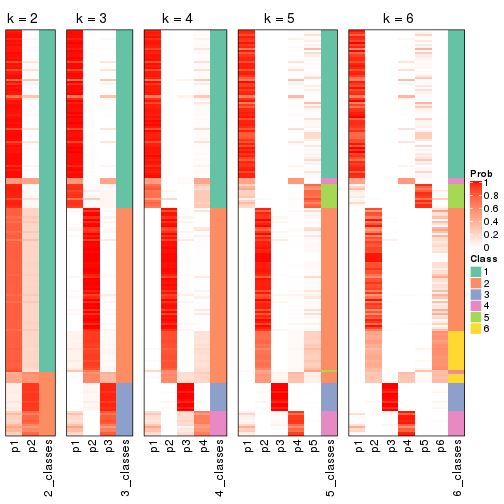 k = 2
k = 3
k = 4
k = 5
k = 6
Prob
1
0.8
0.6
0.4
0.2
0
Class
1
2
3
4
5
6
p1
p2
2_classes
p1
p2
p3
3_classes
p1
p2
p3
p4
4_classes
p1
p2
p3
p4
p5
5_classes
p1
p2
p3
p4
p5
p6
6_classes